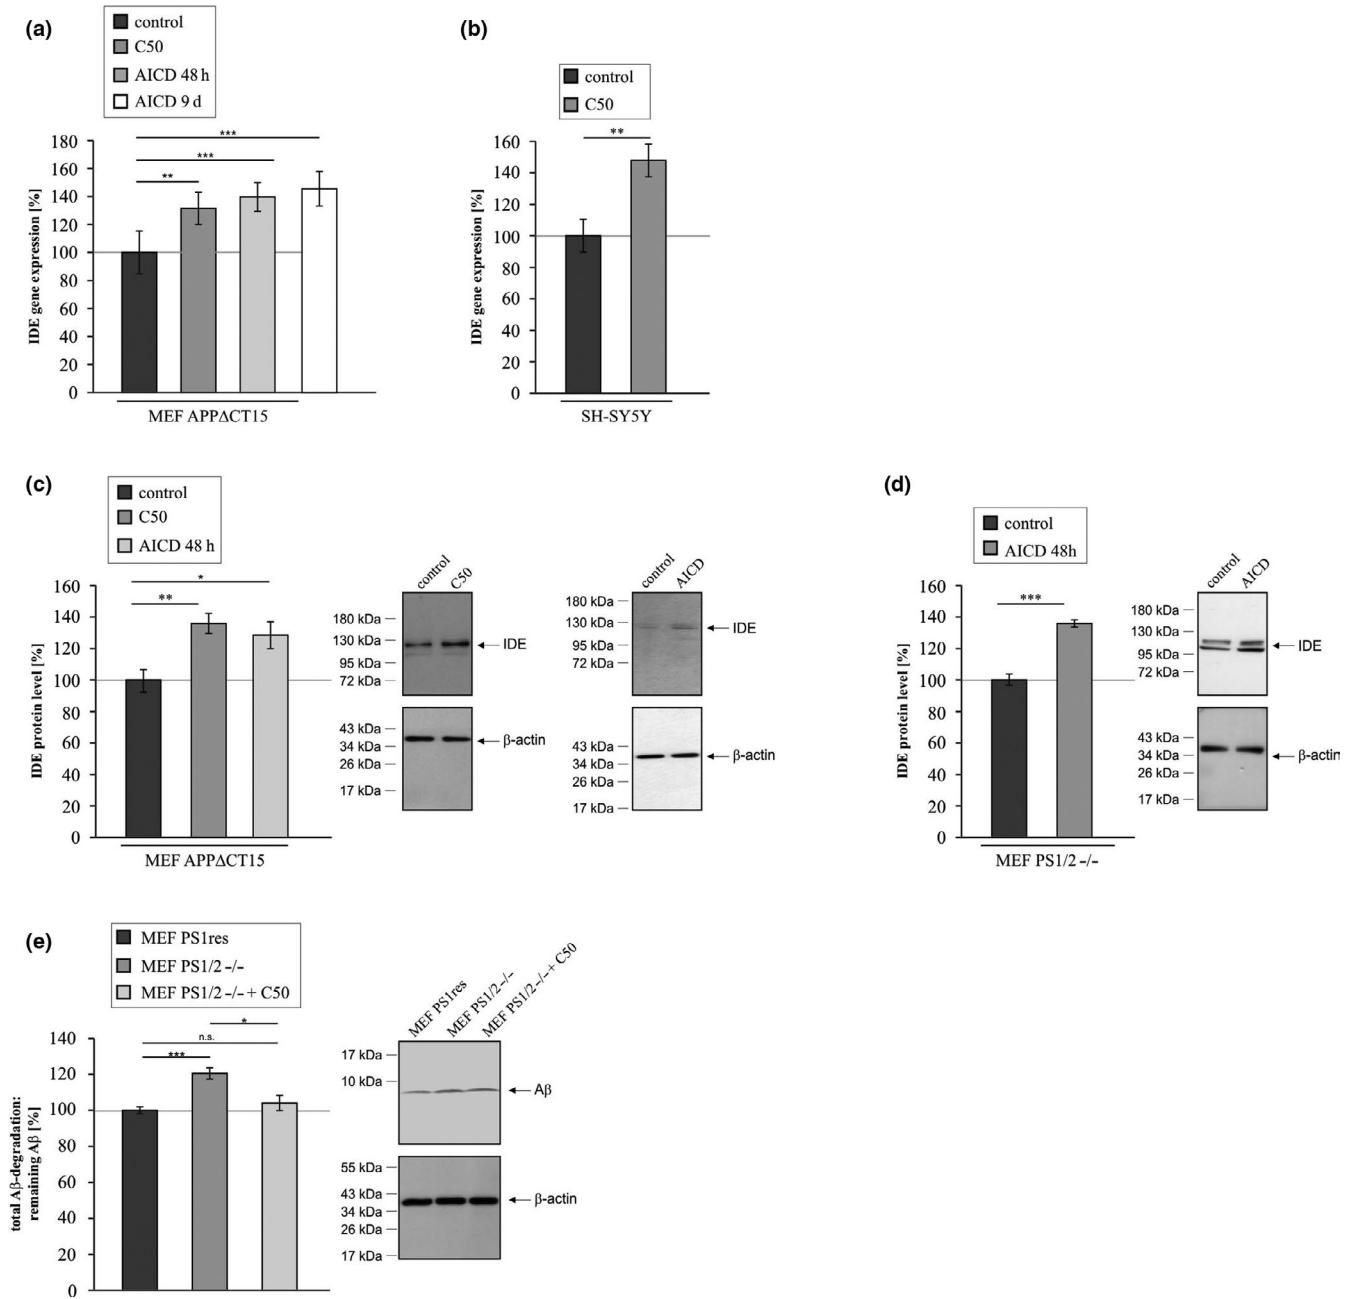 (a)
control
C50
AICD 48 h
AICD 9 d
IDE gene expression [%]
180
160
140
120
100
80
60
40
20
0
***
***
**
MEF APPΔCT15
(b)
control
C50
IDE gene expression [%]
160
140
120
100
80
60
40
20
0
**
SH-SY5Y
(c)
control
C50
AICD 48 h
IDE protein level [%]
160
140
120
100
80
60
40
20
0
*
**
MEF APPΔCT15
control
C50
180 kDa
130 kDa
95 kDa
72 kDa
IDE
43 kDa
34 kDa
26 kDa
17 kDa
β-actin
control
AICD
180 kDa
130 kDa
95 kDa
72 kDa
IDE
43 kDa
34 kDa
26 kDa
17 kDa
β-actin
(d)
control
AICD 48h
IDE protein level [%]
160
140
120
100
80
60
40
20
0
***
MEF PS1/2 -/-
control
AICD
180 kDa
130 kDa
95 kDa
72 kDa
IDE
43 kDa
34 kDa
26 kDa
17 kDa
β-actin
(e)
MEF PS1res
MEF PS1/2 -/-
MEF PS1/2 -/- + C50
total Aβ-degradation:
remaining Aβ [%]
140
120
100
80
60
40
20
0
*
n.s.
***
MEF PS1res
MEF PS1/2-/-
MEF PS1/2-/-+ C50
17 kDa
10 kDa
Aβ
55 kDa
43 kDa
34 kDa
26 kDa
17 kDa
β-actin